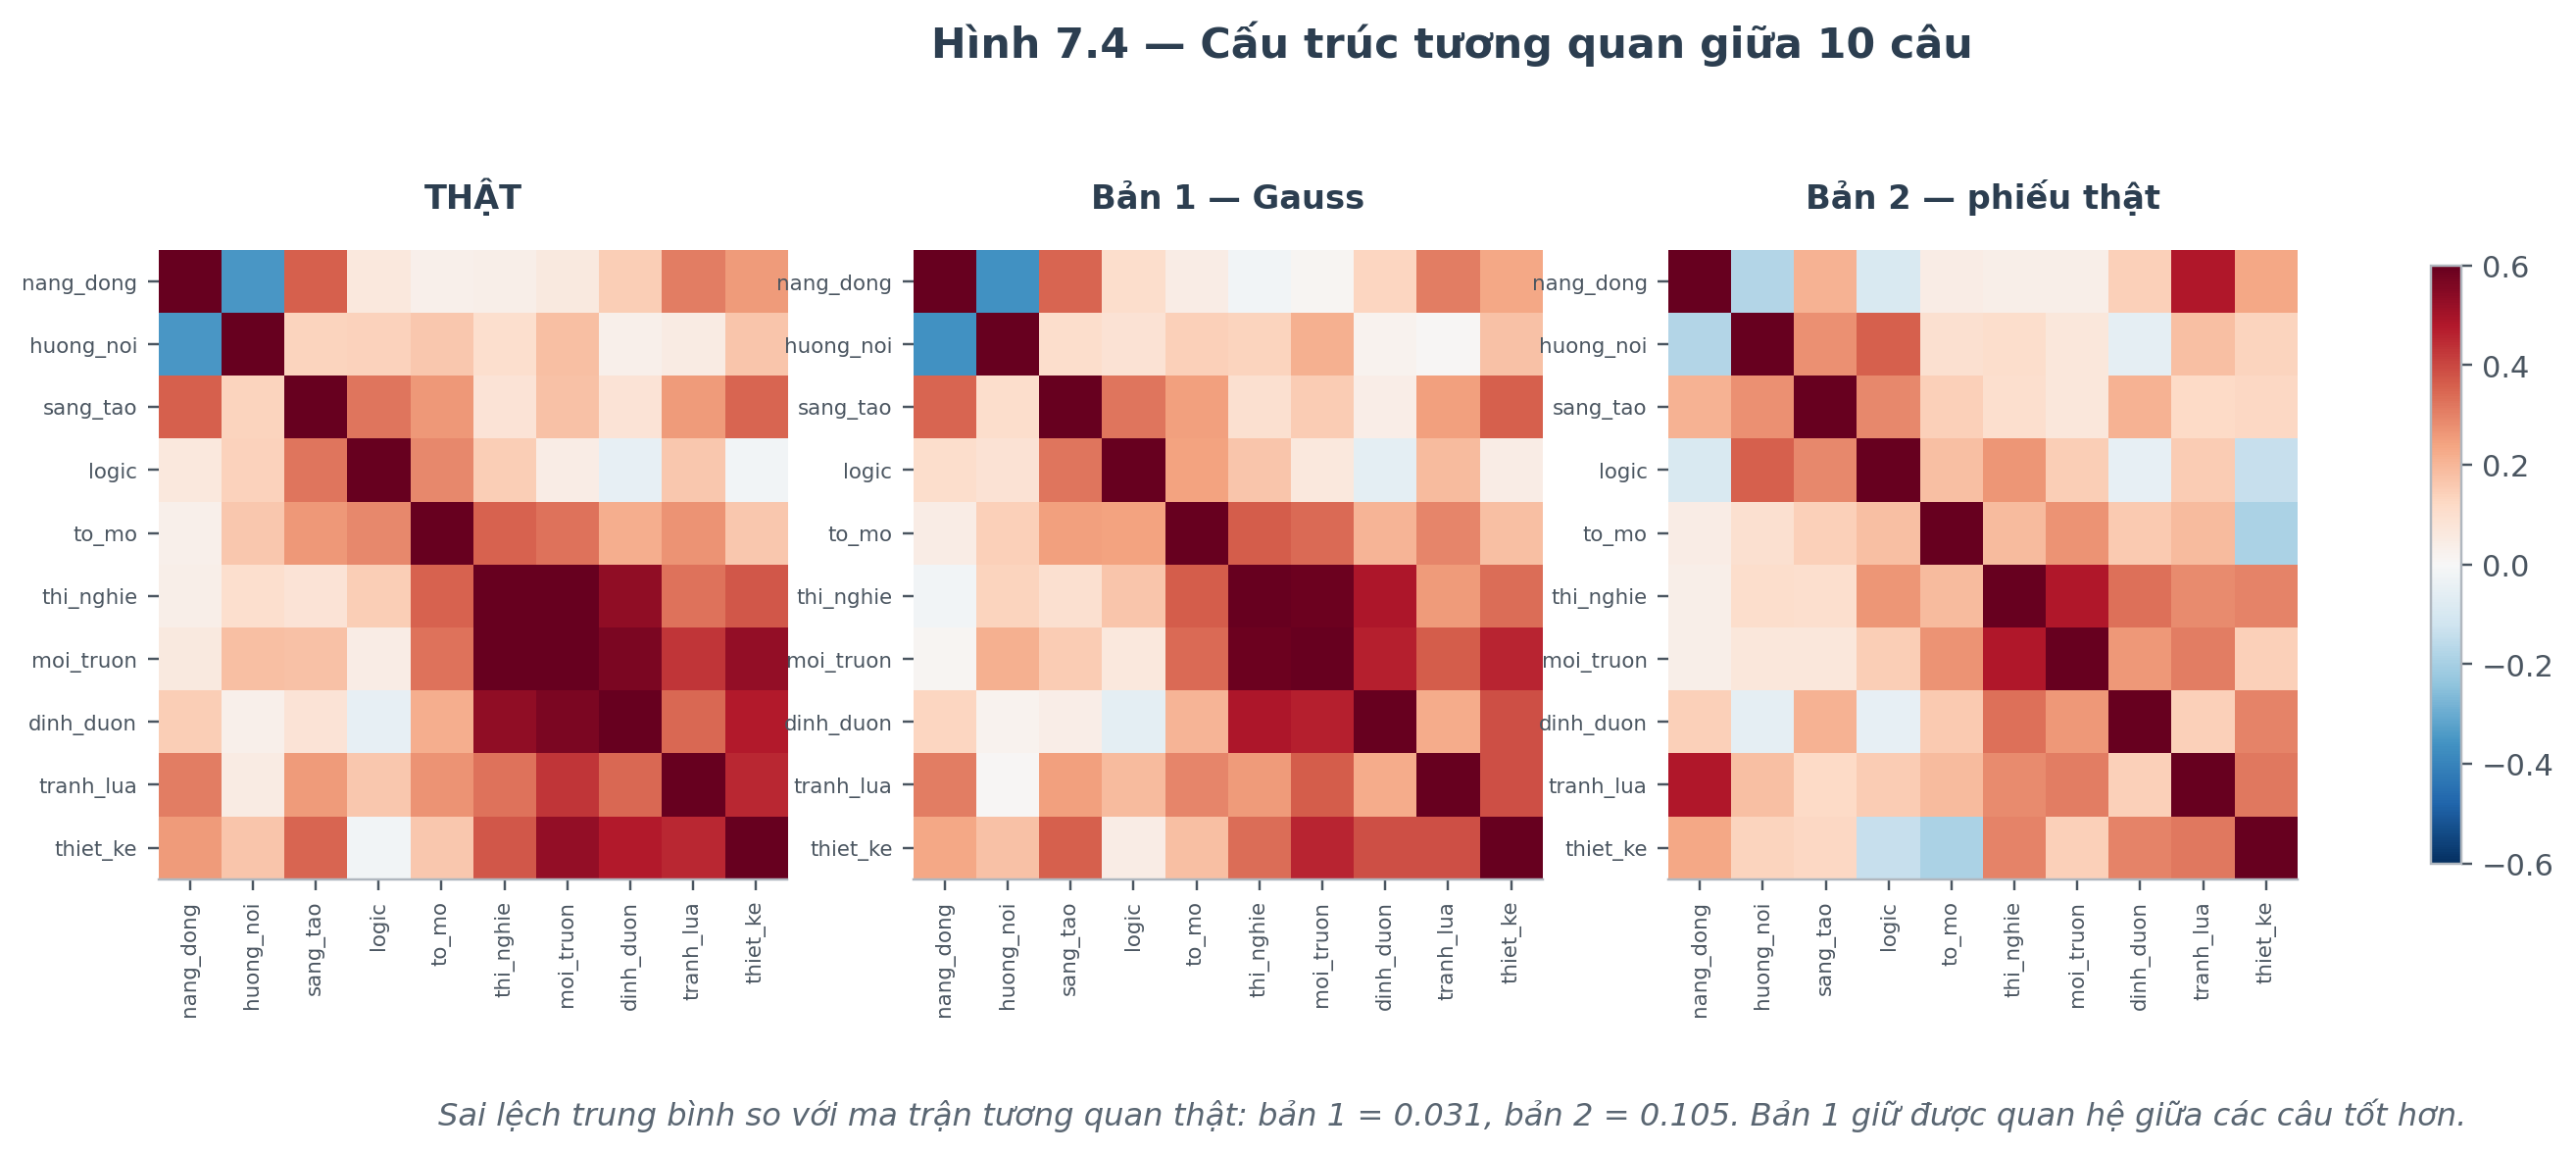 Hình 7.4 — Cấu trúc tương quan giữa 10 câu
THẬT
nang_dong
huong_noi
sang_tao
logic
to_mo
thi_nghie
moi_truon
dinh_duon
tranh_lua
thiet_ke
nang_dong
huong_noi
sang_tao
logic
to_mo
thi_nghie
moi_truon
dinh_duon
tranh_lua
thiet_ke
Bản 1 — Gauss
nang_dong
huong_noi
sang_tao
logic
to_mo
thi_nghie
moi_truon
dinh_duon
tranh_lua
thiet_ke
nang_dong
huong_noi
sang_tao
logic
to_mo
thi_nghie
moi_truon
dinh_duon
tranh_lua
thiet_ke
Bản 2 — phiếu thật
nang_dong
huong_noi
sang_tao
logic
to_mo
thi_nghie
moi_truon
dinh_duon
tranh_lua
thiet_ke
nang_dong
huong_noi
sang_tao
logic
to_mo
thi_nghie
moi_truon
dinh_duon
tranh_lua
thiet_ke
0.6
0.4
0.2
0.0
−0.2
−0.4
−0.6
Sai lệch trung bình so với ma trận tương quan thật: bản 1 = 0.031, bản 2 = 0.105. Bản 1 giữ được quan hệ giữa các câu tốt hơn.